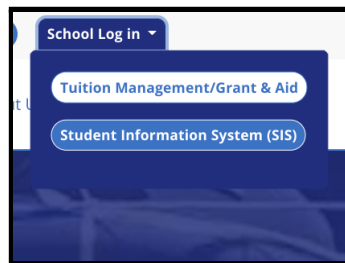 School Log in
Tuition Management/Grant & Aid
Student Information System (SIS)